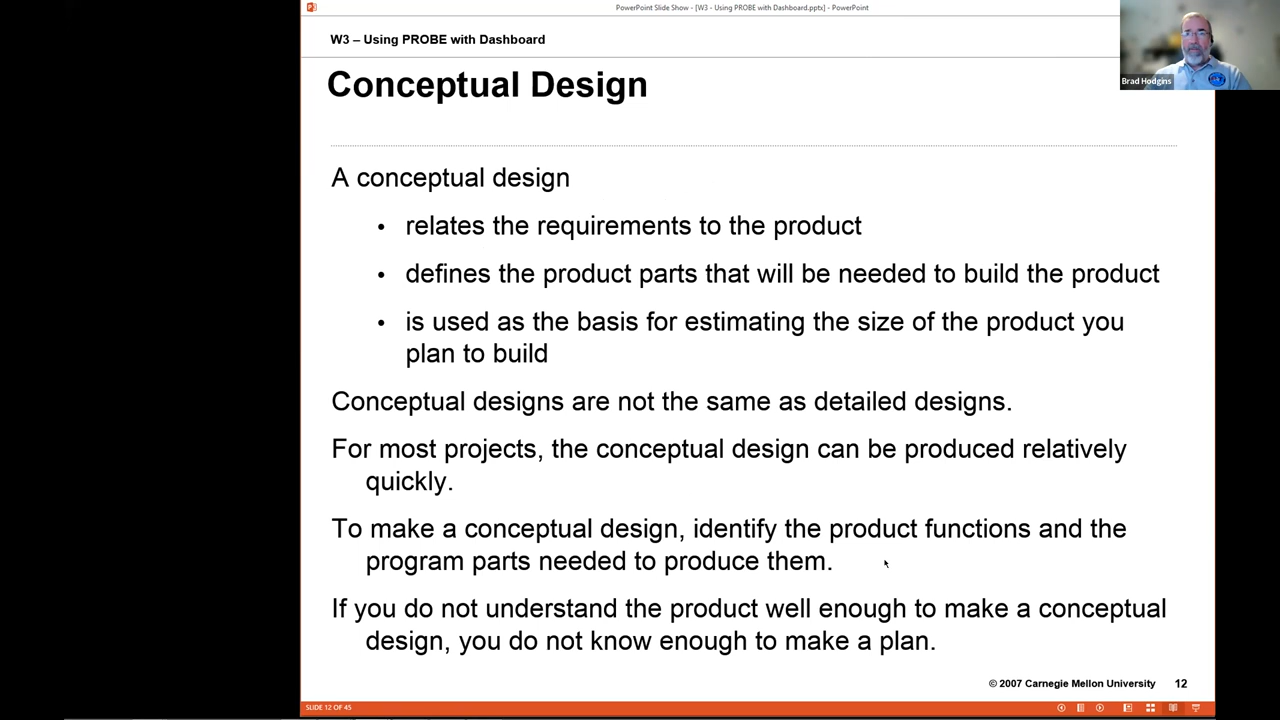 PowerPoint Slide Show - [W3 - Using PROBE with Dashboard.pptx] - PowerPoint
W3 – Using PROBE with Dashboard
Brad Hodgins
Conceptual Design
A conceptual design
• relates the requirements to the product
• defines the product parts that will be needed to build the product
• is used as the basis for estimating the size of the product you
plan to build
Conceptual designs are not the same as detailed designs.
For most projects, the conceptual design can be produced relatively
quickly.
To make a conceptual design, identify the product functions and the
program parts needed to produce them.
If you do not understand the product well enough to make a conceptual
design, you do not know enough to make a plan.
© 2007 Carnegie Mellon University 12
SLIDE 12 OF 45